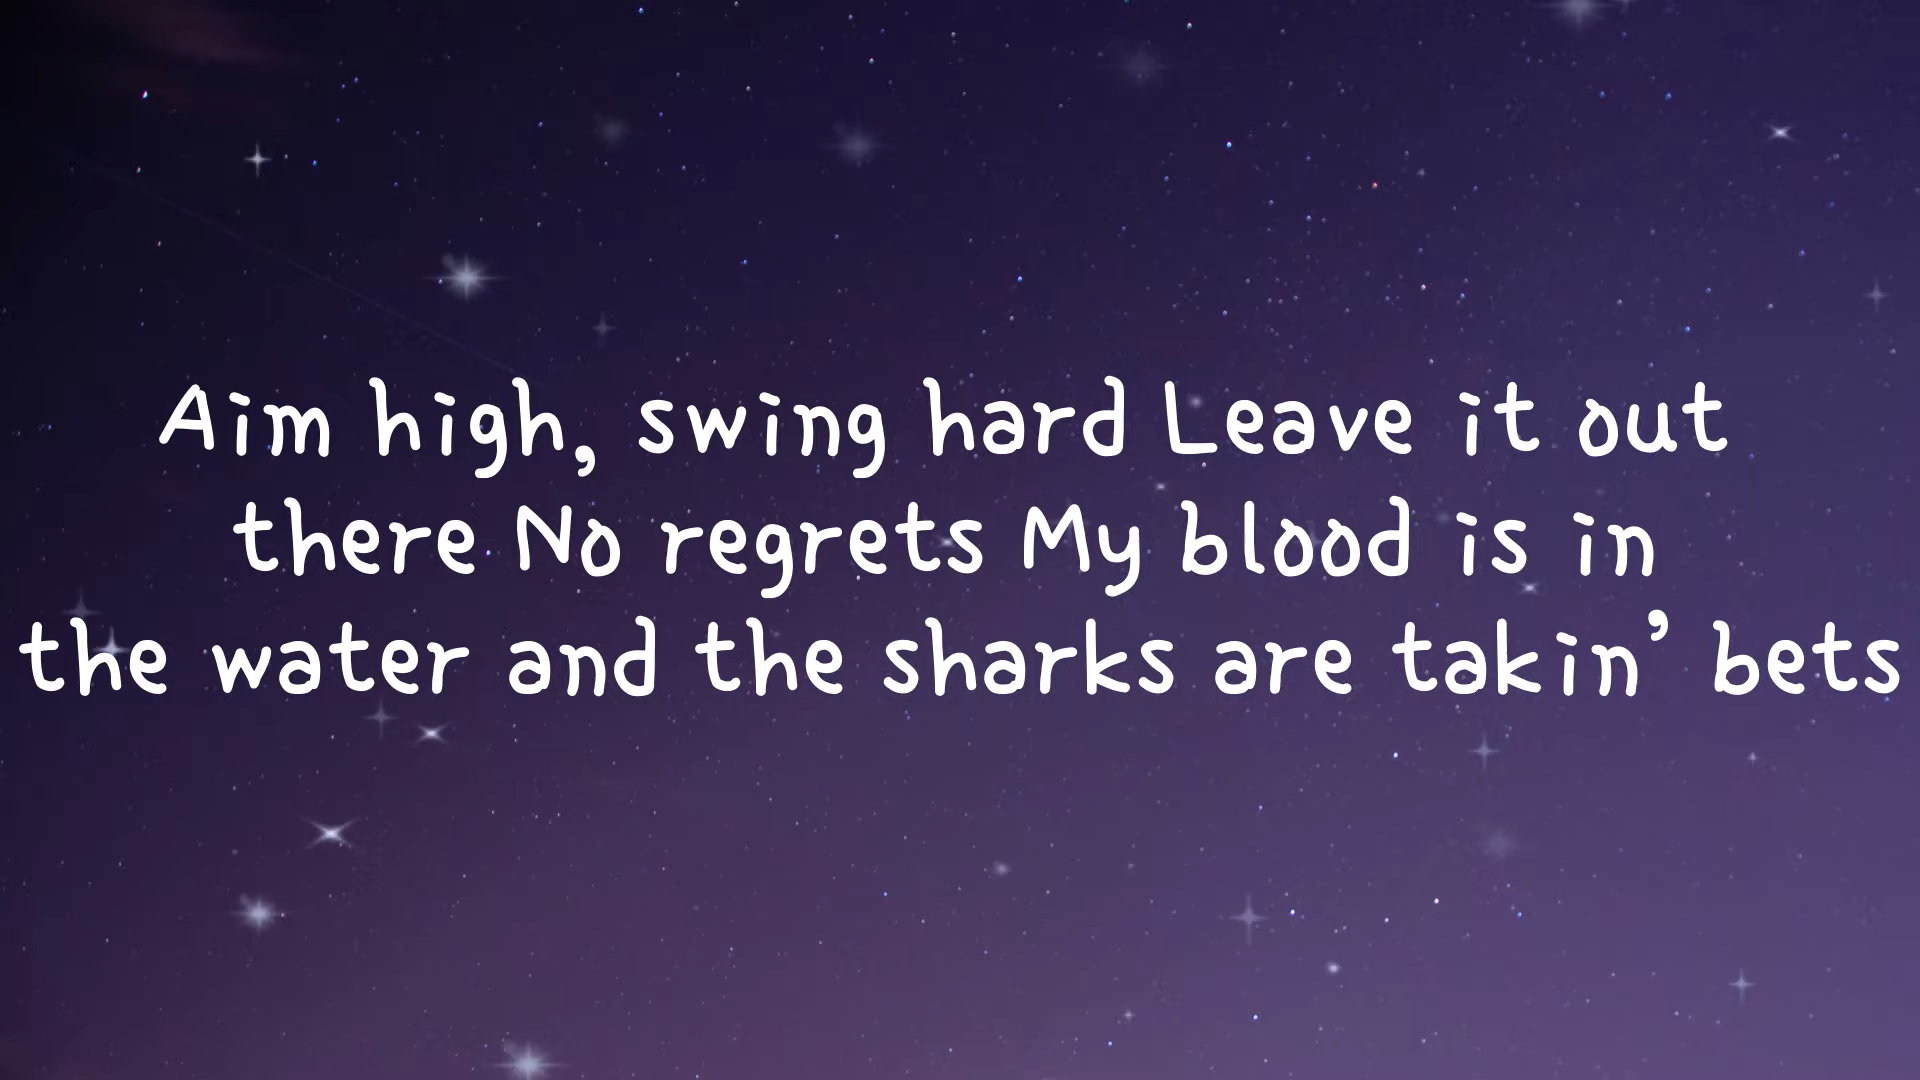 Aim high, swing hard Leave it out
there No regrets My blood is in
the water and the sharks are takin’ bets